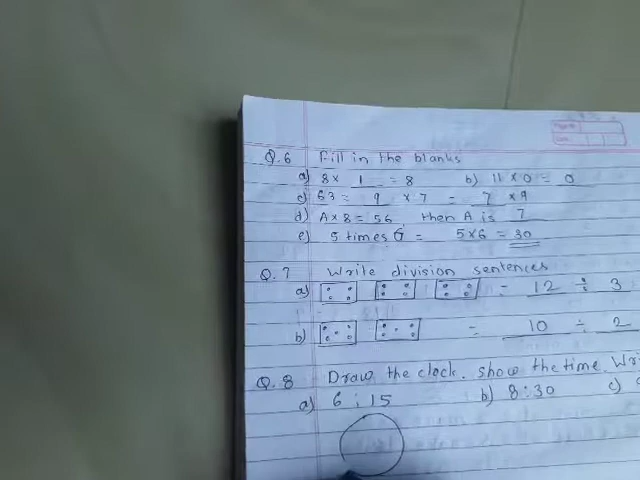 Q.6 Fill in the blanks
a) 8 × 1 = 8 b) 11 × 0 = 0
c) 63 = 9 × 7 = 7 × 9
d) A × 8 = 56 then A is 7
e) 5 times 6 = 5×6 = 30
Q.7 Write division sentences
a) = 12 ÷ 3
b) = 10 ÷ 2
Q.8 Draw the clock. Show the time. Wri
a) 6 : 15 b) 8:30 c)